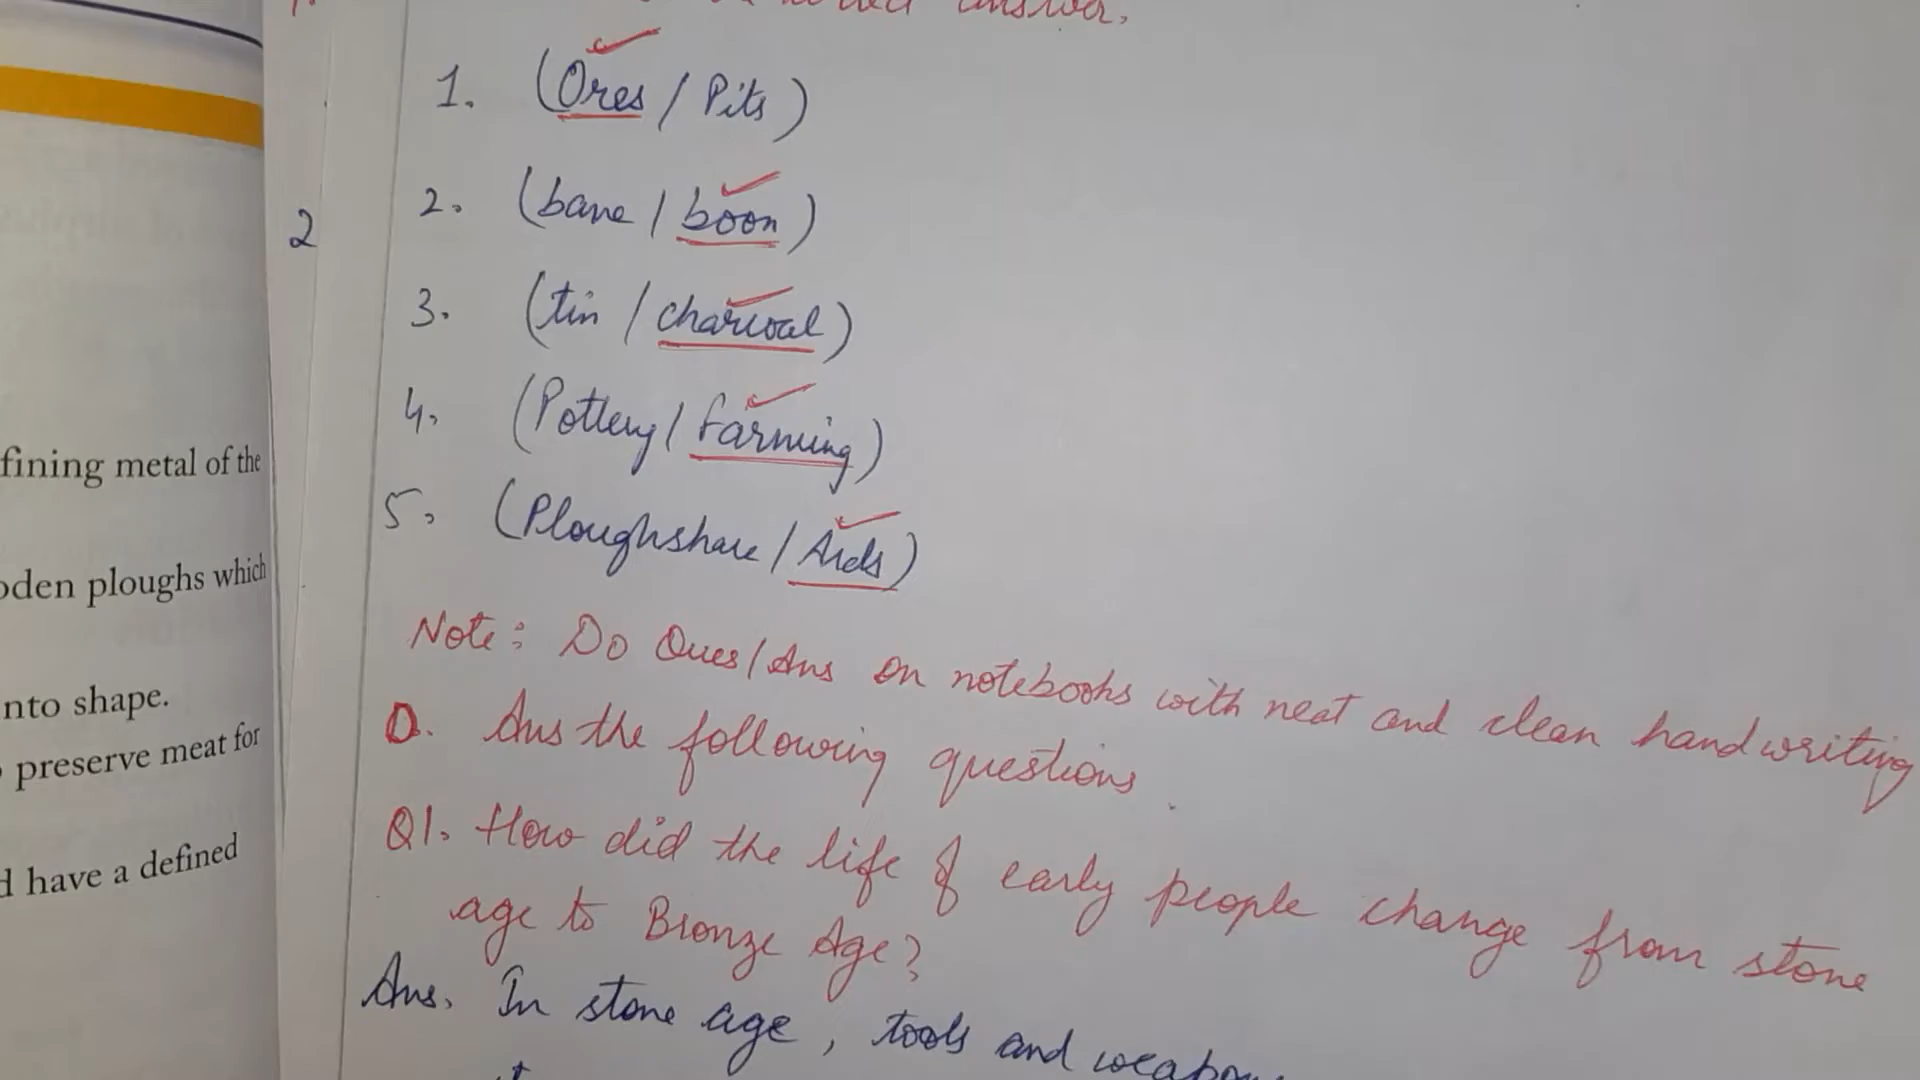 answer.
1. (Ores / Pits)
2
2. (bane / boon)
3. (tin / charcoal)
4. (Pottery / Farming)
5. (Ploughshare / Ards)
Note: Do Ques/Ans on notebooks with neat and clean handwriting
D. Ans the following questions.
Q1. How did the life of early people change from stone
age to Bronze Age?
Ans. In stone age, tools and weapon
fining metal of the
oden ploughs which
nto shape.
preserve meat for
d have a defined